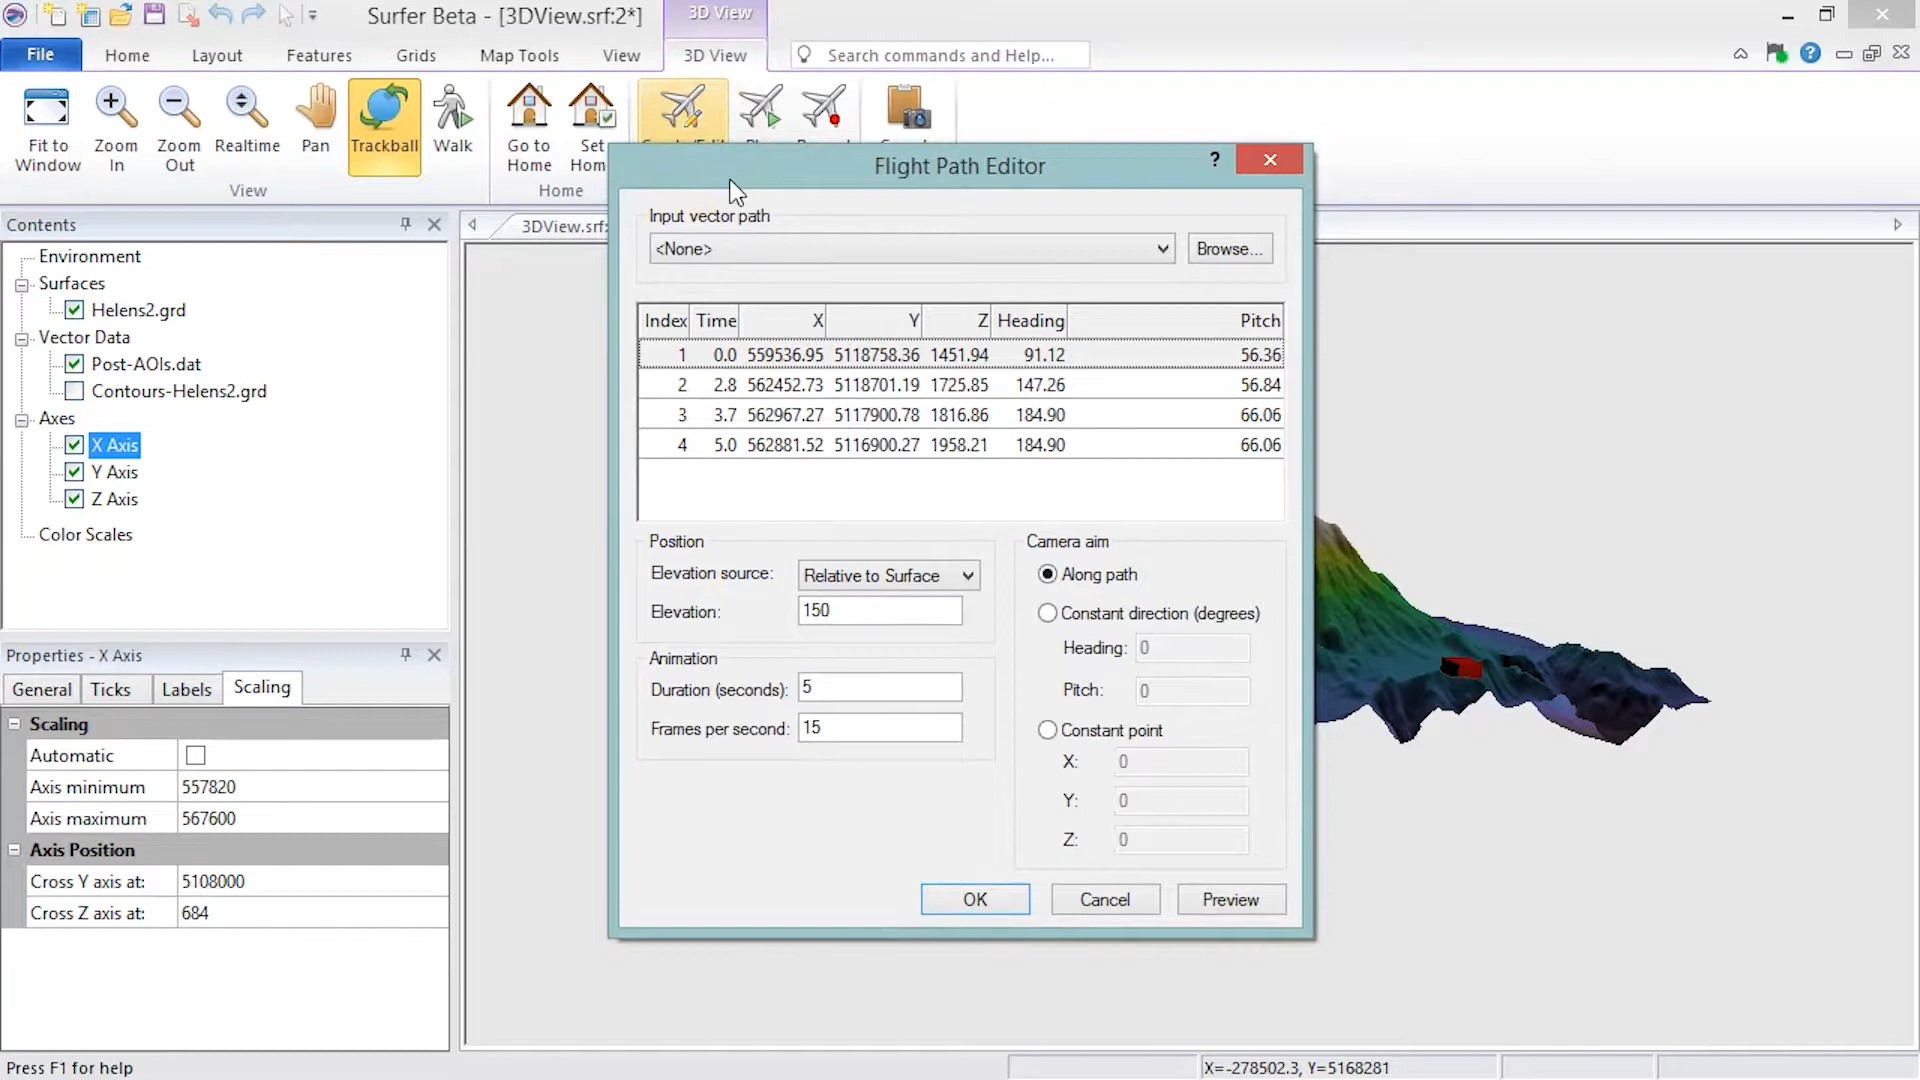 Surfer Beta - [3DView.srf:2*]
3D View
File
Home
Layout
Features
Grids
Map Tools
View
3D View
Search commands and Help...
Fit to Window
Zoom In
Zoom Out
Realtime
Pan
Trackball
Walk
Go to Home
Set Hom
View
Home
Contents
Environment
Surfaces
Helens2.grd
Vector Data
Post-AOIs.dat
Contours-Helens2.grd
Axes
X Axis
Y Axis
Z Axis
Color Scales
3DView.srf:
Flight Path Editor
?
Input vector path
<None>
Browse...
Index Time X Y Z Heading Pitch
1 0.0 559536.95 5118758.36 1451.94 91.12 56.36
2 2.8 562452.73 5118701.19 1725.85 147.26 56.84
3 3.7 562967.27 5117900.78 1816.86 184.90 66.06
4 5.0 562881.52 5116900.27 1958.21 184.90 66.06
Position
Elevation source: Relative to Surface
Elevation: 150
Animation
Duration (seconds): 5
Frames per second: 15
Camera aim
Along path
Constant direction (degrees)
Heading: 0
Pitch: 0
Constant point
X: 0
Y: 0
Z: 0
OK
Cancel
Preview
Properties - X Axis
General
Ticks
Labels
Scaling
Scaling
Automatic
Axis minimum 557820
Axis maximum 567600
Axis Position
Cross Y axis at: 5108000
Cross Z axis at: 684
Press F1 for help
X=-278502.3, Y=5168281